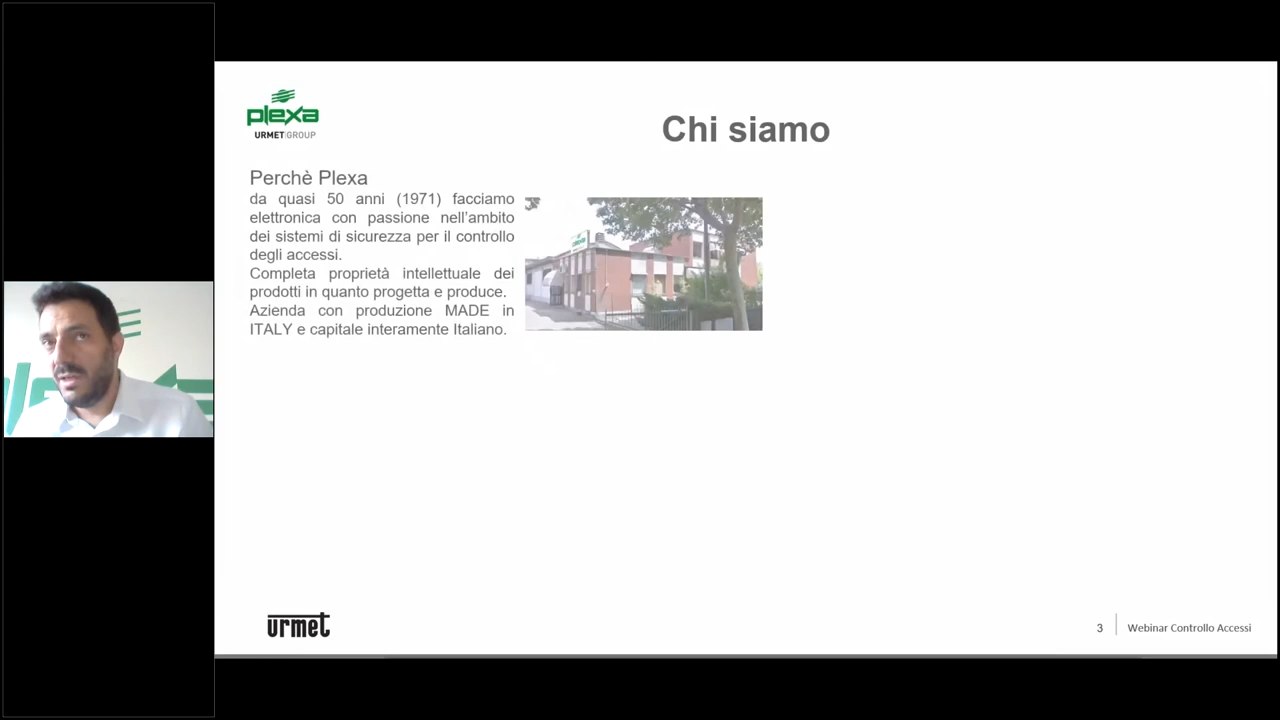 plexa
URMET GROUP
Chi siamo
Perchè Plexa
da quasi 50 anni (1971) facciamo
elettronica con passione nell'ambito
dei sistemi di sicurezza per il controllo
degli accessi.
Completa proprietà intellettuale dei
prodotti in quanto progetta e produce.
Azienda con produzione MADE in
ITALY e capitale interamente Italiano.
urmet
3
Webinar Controllo Accessi